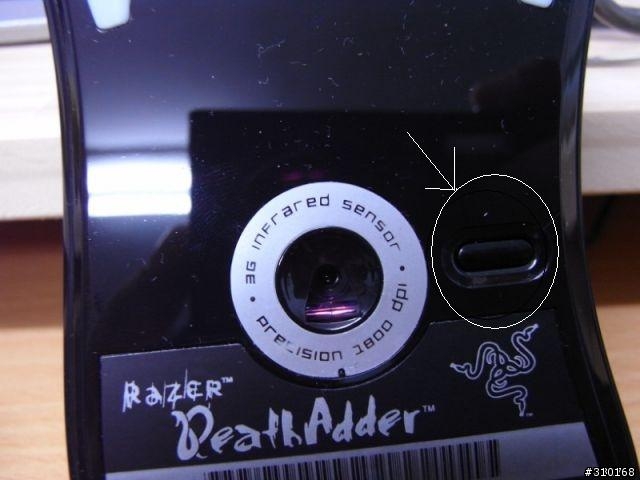 3G infrared sensor
precision 1800 dpi
RAZER™
DeathAdder™
#310168